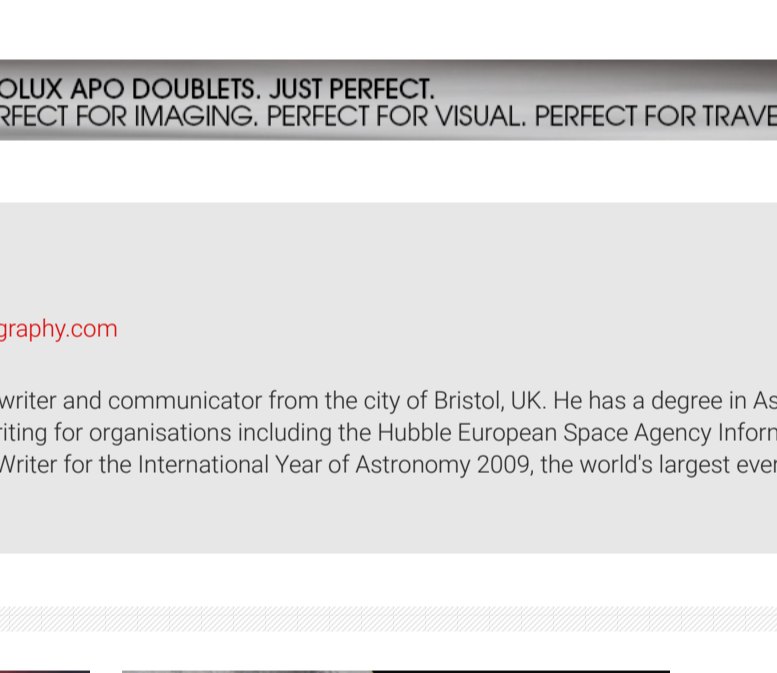 OLUX APO DOUBLETS. JUST PERFECT.
RFECT FOR IMAGING. PERFECT FOR VISUAL. PERFECT FOR TRAVE
graphy.com
writer and communicator from the city of Bristol, UK. He has a degree in As
riting for organisations including the Hubble European Space Agency Inform
Writer for the International Year of Astronomy 2009, the world's largest ever